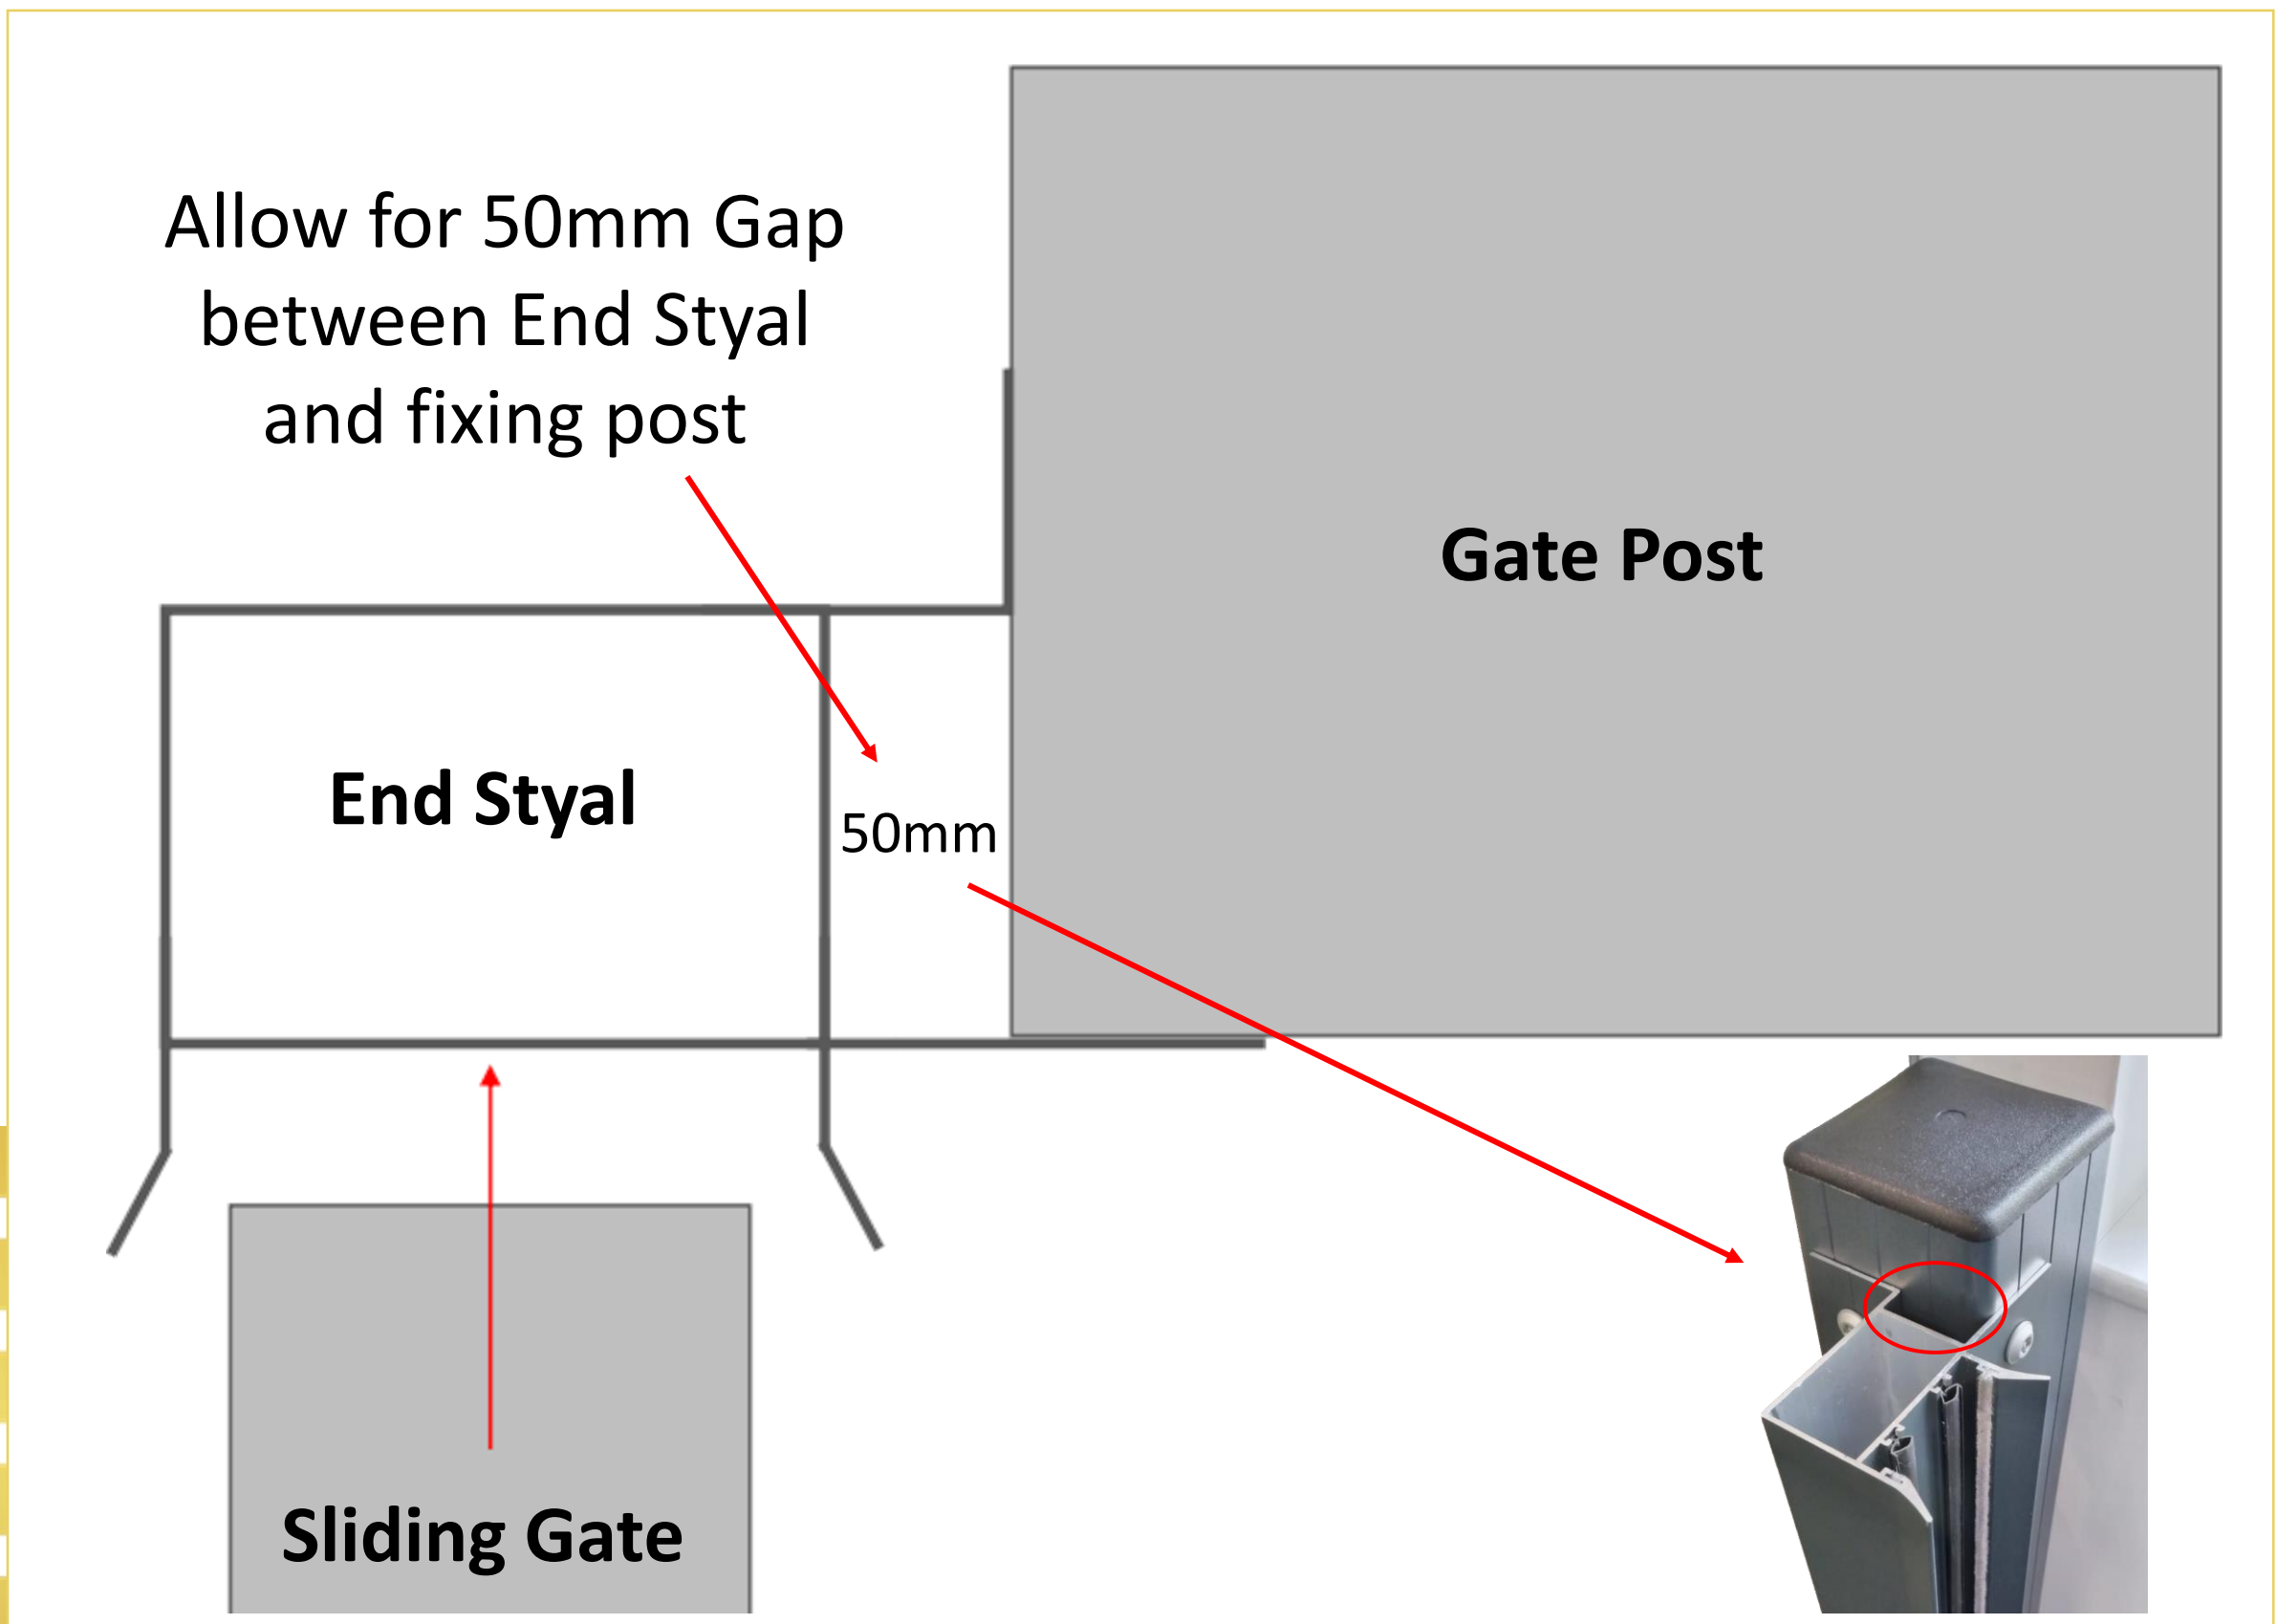 Allow for 50mm Gap
between End Styal
and fixing post
Gate Post
End Styal
50mm
Sliding Gate